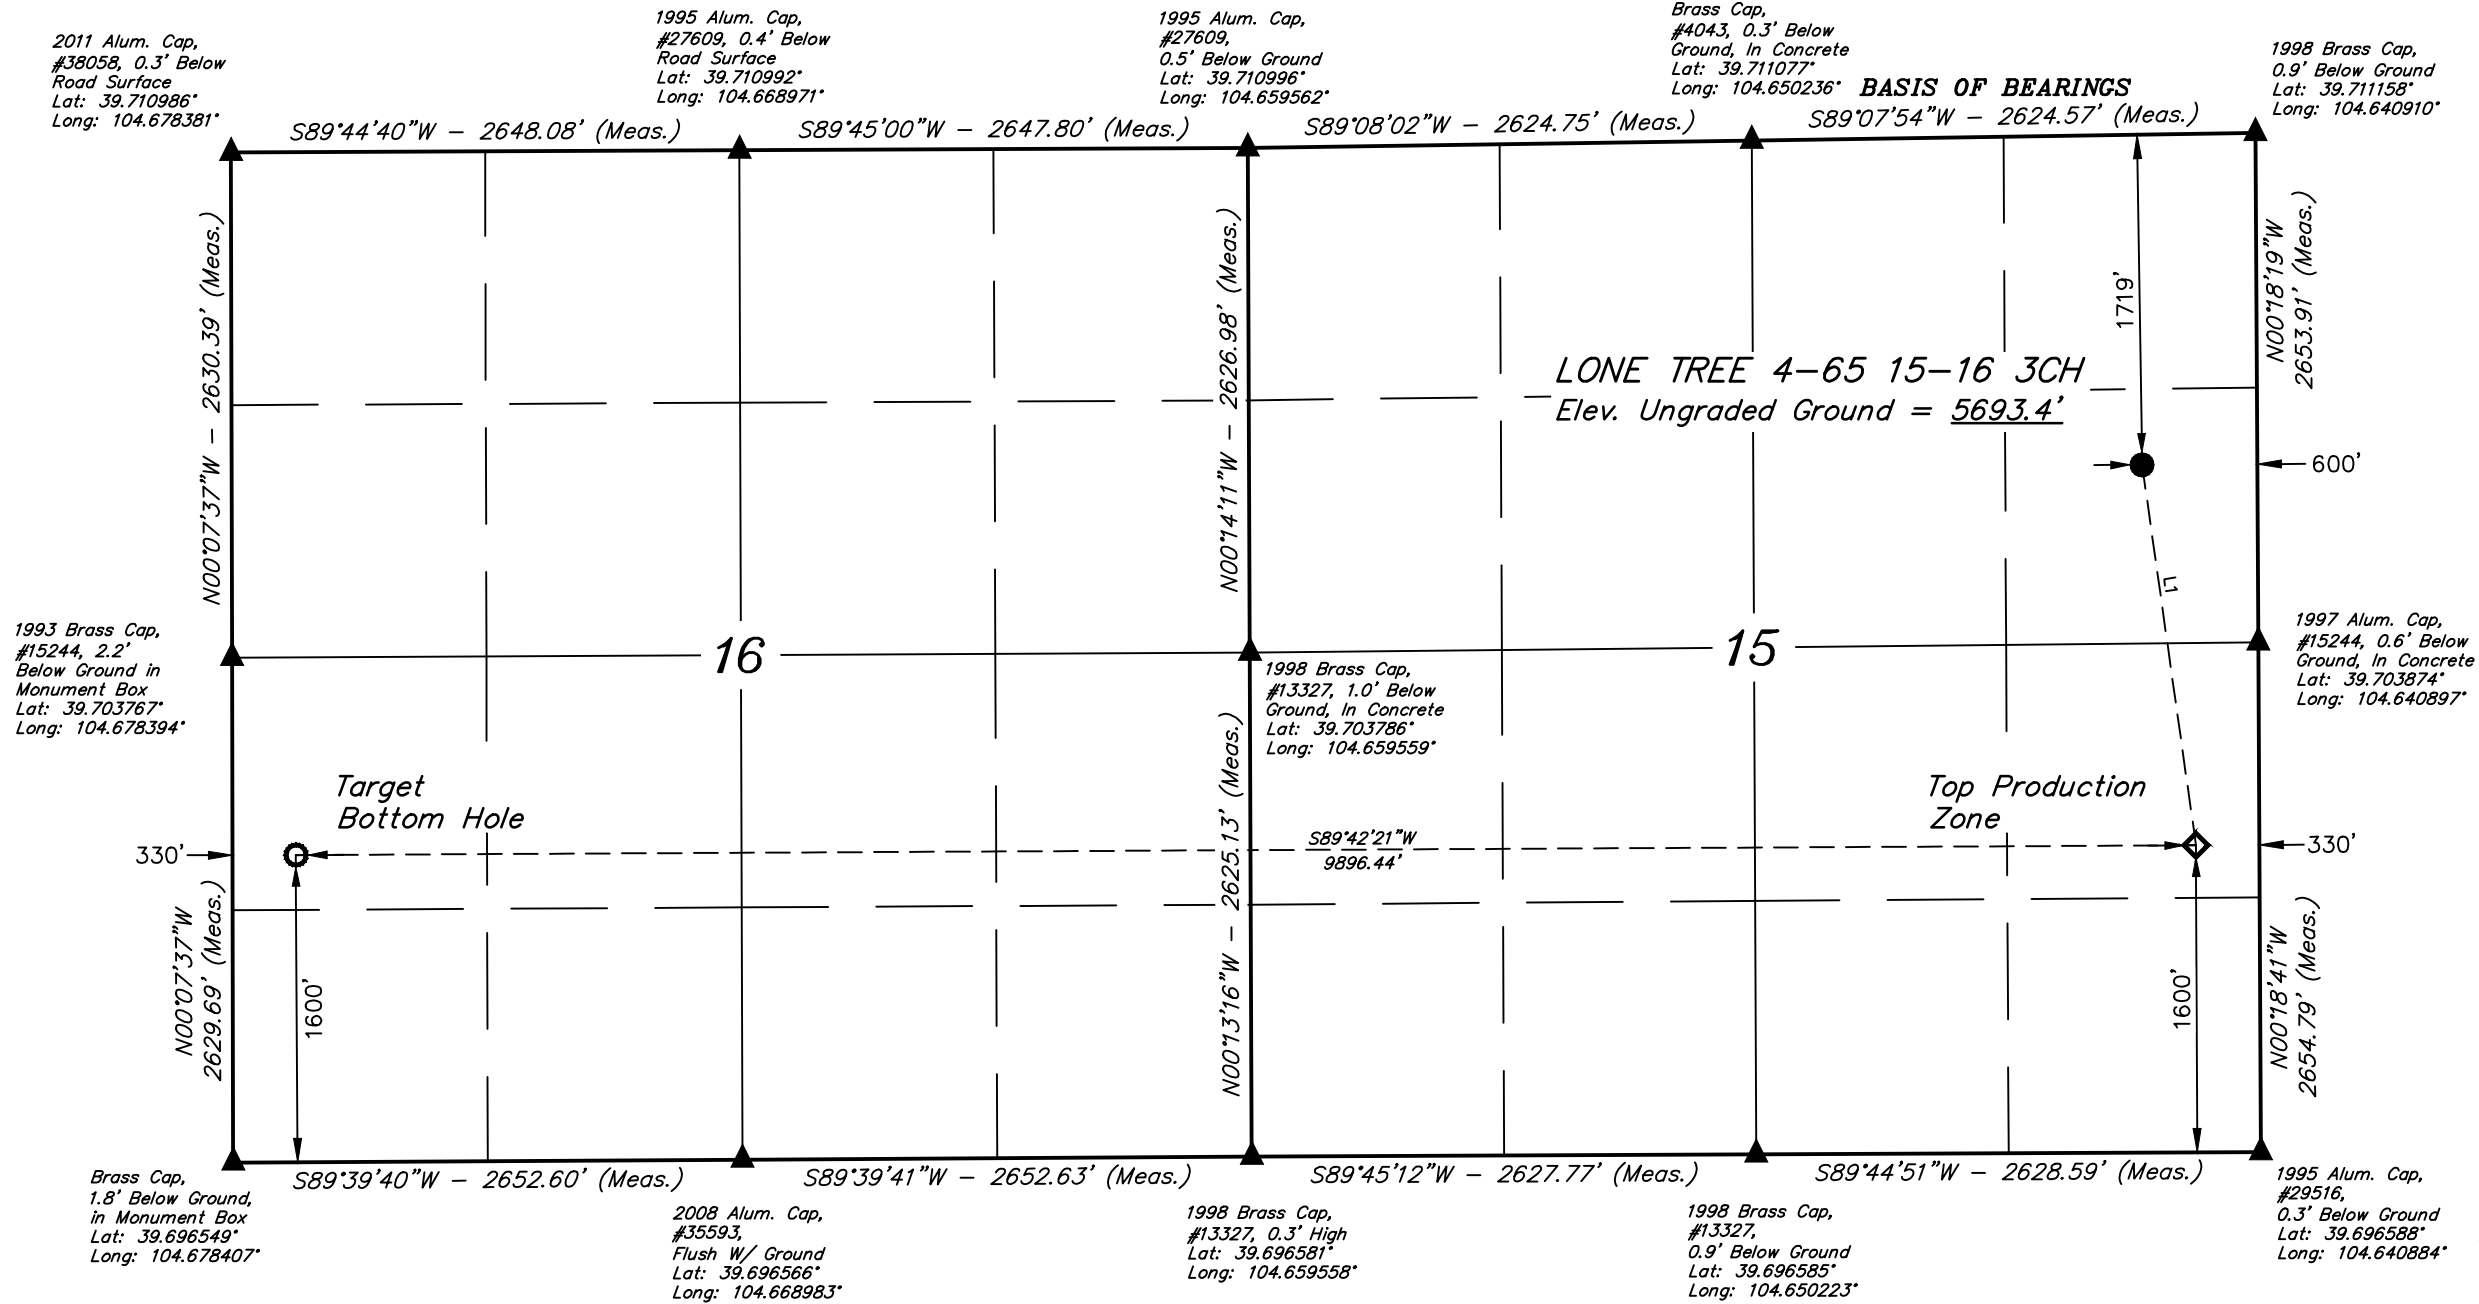 2011 Alum. Cap,
#38058, 0.3' Below
Road Surface
Lat: 39.710986°
Long: 104.678381°
1995 Alum. Cap,
#27609, 0.4' Below
Road Surface
Lat: 39.710992°
Long: 104.668971°
1995 Alum. Cap,
#27609,
0.5' Below Ground
Lat: 39.710996°
Long: 104.659562°
Brass Cap,
#4043, 0.3' Below
Ground, In Concrete
Lat: 39.711077°
Long: 104.650236°
BASIS OF BEARINGS
1998 Brass Cap,
0.9' Below Ground
Lat: 39.711158°
Long: 104.640910°
S89°44'40"W - 2648.08' (Meas.)
S89°45'00"W - 2647.80' (Meas.)
S89°08'02"W - 2624.75' (Meas.)
S89°07'54"W - 2624.57' (Meas.)
N00°07'37"W - 2630.39' (Meas.)
N00°14'11"W - 2626.98' (Meas.)
1719'
N00°18'19"W
2653.91' (Meas.)
LONE TREE 4-65 15-16 3CH
Elev. Ungraded Ground = 5693.4'
600'
L1
1993 Brass Cap,
#15244, 2.2'
Below Ground in
Monument Box
Lat: 39.703767°
Long: 104.678394°
16
15
1998 Brass Cap,
#13327, 1.0' Below
Ground, In Concrete
Lat: 39.703786°
Long: 104.659559°
1997 Alum. Cap,
#15244, 0.6' Below
Ground, In Concrete
Lat: 39.703874°
Long: 104.640897°
Target
Bottom Hole
Top Production
Zone
330'
S89°42'21"W
9896.44'
330'
N00°07'37"W
2629.69' (Meas.)
1600'
N00°13'16"W - 2625.13' (Meas.)
1600'
N00°18'41"W
2654.79' (Meas.)
S89°39'40"W - 2652.60' (Meas.)
S89°39'41"W - 2652.63' (Meas.)
S89°45'12"W - 2627.77' (Meas.)
S89°44'51"W - 2628.59' (Meas.)
Brass Cap,
1.8' Below Ground,
in Monument Box
Lat: 39.696549°
Long: 104.678407°
2008 Alum. Cap,
#35593,
Flush W/ Ground
Lat: 39.696566°
Long: 104.668983°
1998 Brass Cap,
#13327, 0.3' High
Lat: 39.696581°
Long: 104.659558°
1998 Brass Cap,
#13327,
0.9' Below Ground
Lat: 39.696585°
Long: 104.650223°
1995 Alum. Cap,
#29516,
0.3' Below Ground
Lat: 39.696588°
Long: 104.640884°